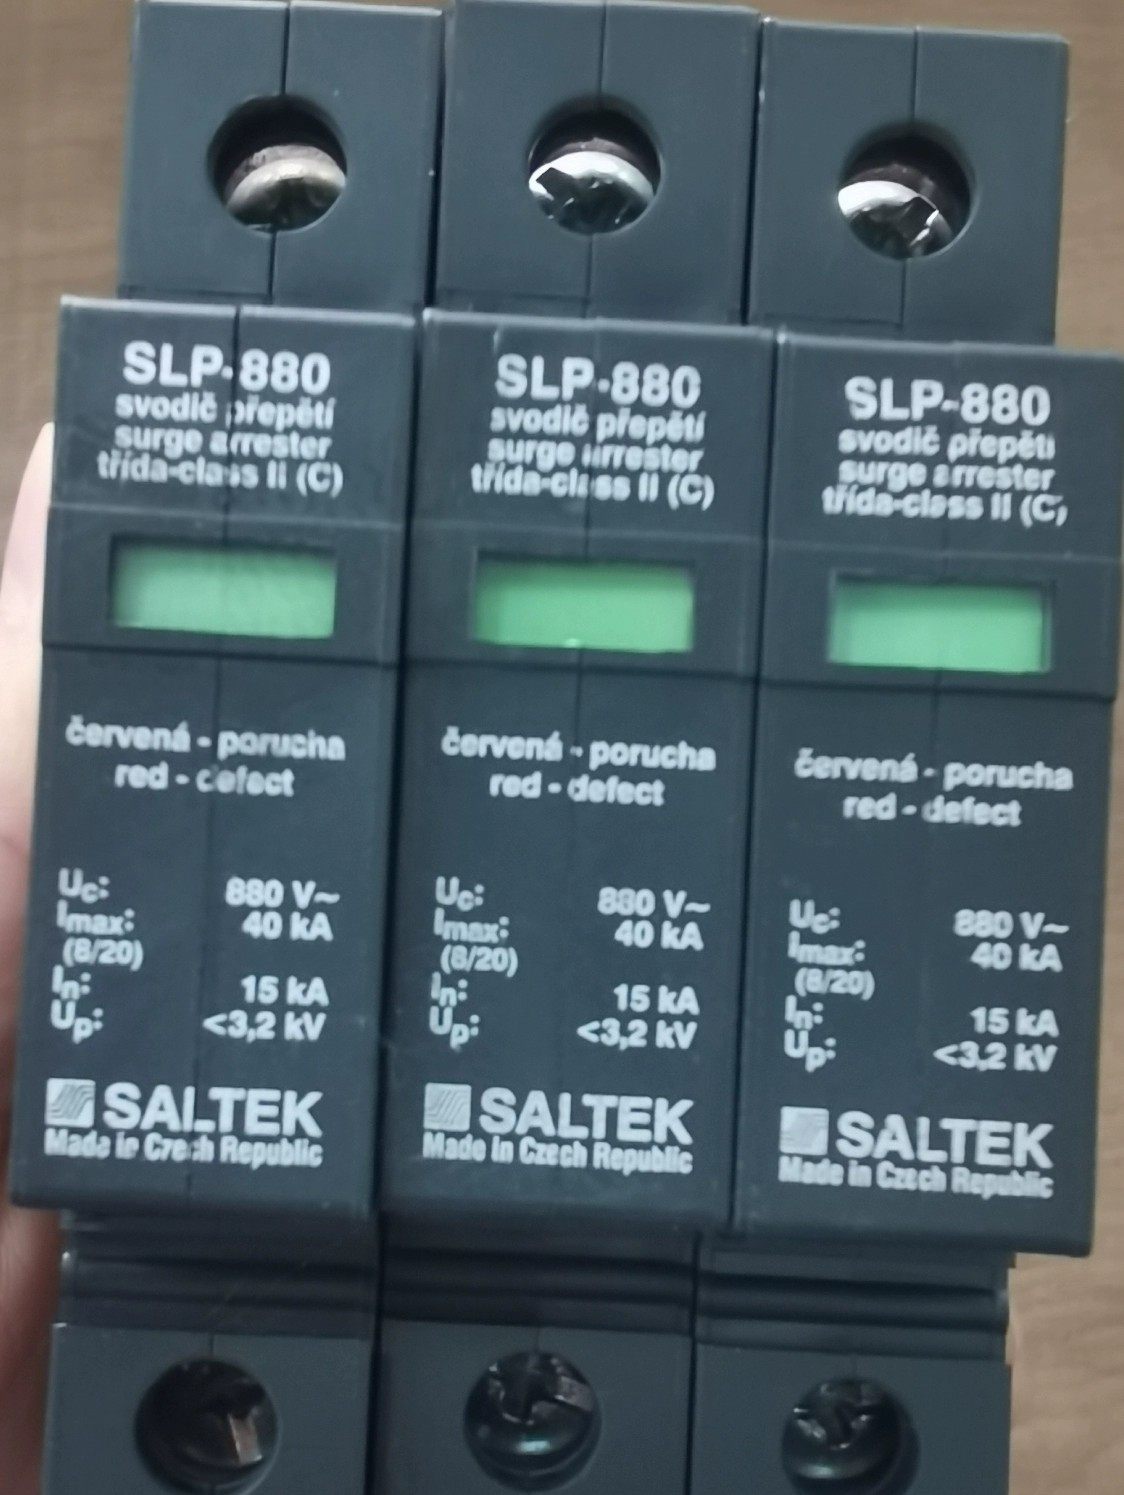 SLP-880
svodič přepětí
surge arrester
třída-class II (C)
červená - porucha
red - defect
Uc: 880 V~
Imax: 40 kA
(8/20)
In: 15 kA
Up: <3,2 kV
SALTEK
Made in Czech Republic
SLP-880
svodič přepětí
surge arrester
třída-class II (C)
červená - porucha
red - defect
Uc: 880 V~
Imax: 40 kA
(8/20)
In: 15 kA
Up: <3,2 kV
SALTEK
Made in Czech Republic
SLP-880
svodič přepětí
surge arrester
třída-class II (C)
červená - porucha
red - defect
Uc: 880 V~
Imax: 40 kA
(8/20)
In: 15 kA
Up: <3,2 kV
SALTEK
Made in Czech Republic